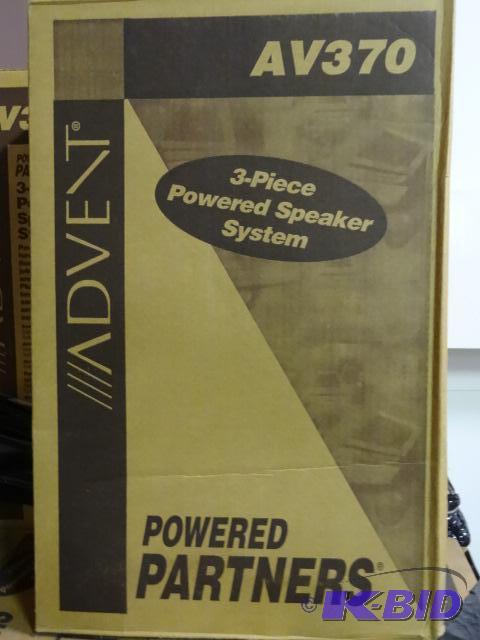 AV370
///ADVENT®
3-Piece
Powered Speaker
System
POWERED
PARTNERS®
© K-BID